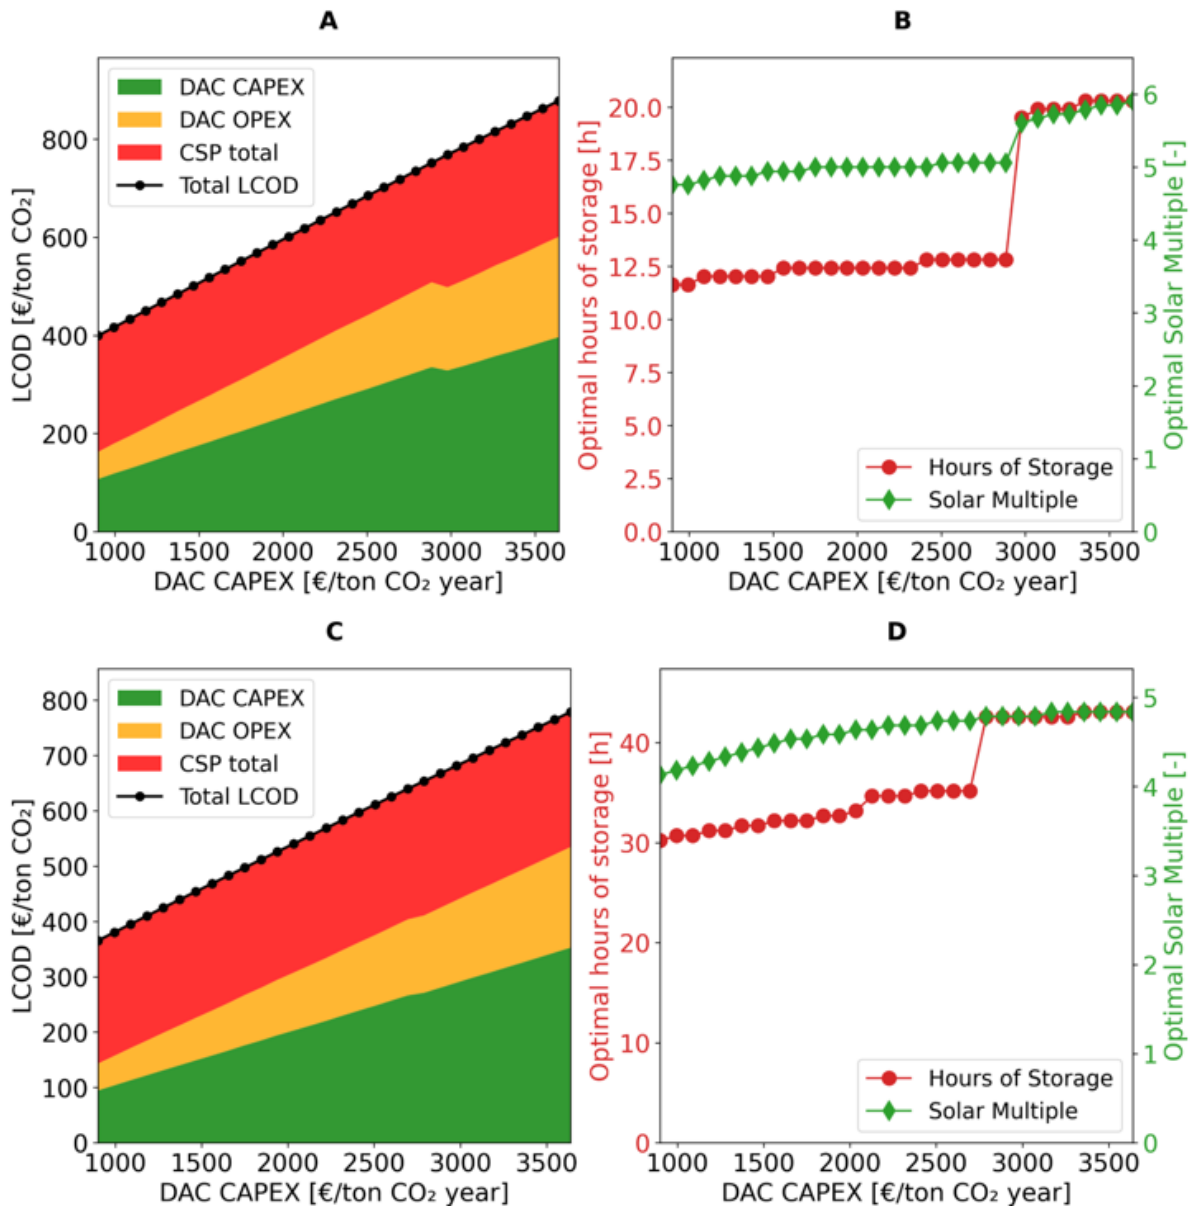 A
DAC CAPEX
DAC OPEX
CSP total
Total LCOD
LCOD [€/ton CO₂]
800
600
400
200
0
1000 1500 2000 2500 3000 3500
DAC CAPEX [€/ton CO₂ year]
B
Optimal hours of storage [h]
20.0
17.5
15.0
12.5
10.0
7.5
5.0
2.5
0.0
Hours of Storage
Solar Multiple
6
5
4
3
2
1
0
Optimal Solar Multiple [-]
1000 1500 2000 2500 3000 3500
DAC CAPEX [€/ton CO₂ year]
C
DAC CAPEX
DAC OPEX
CSP total
Total LCOD
LCOD [€/ton CO₂]
800
700
600
500
400
300
200
100
0
1000 1500 2000 2500 3000 3500
DAC CAPEX [€/ton CO₂ year]
D
Optimal hours of storage [h]
40
30
20
10
0
Hours of Storage
Solar Multiple
5
4
3
2
1
0
Optimal Solar Multiple [-]
1000 1500 2000 2500 3000 3500
DAC CAPEX [€/ton CO₂ year]